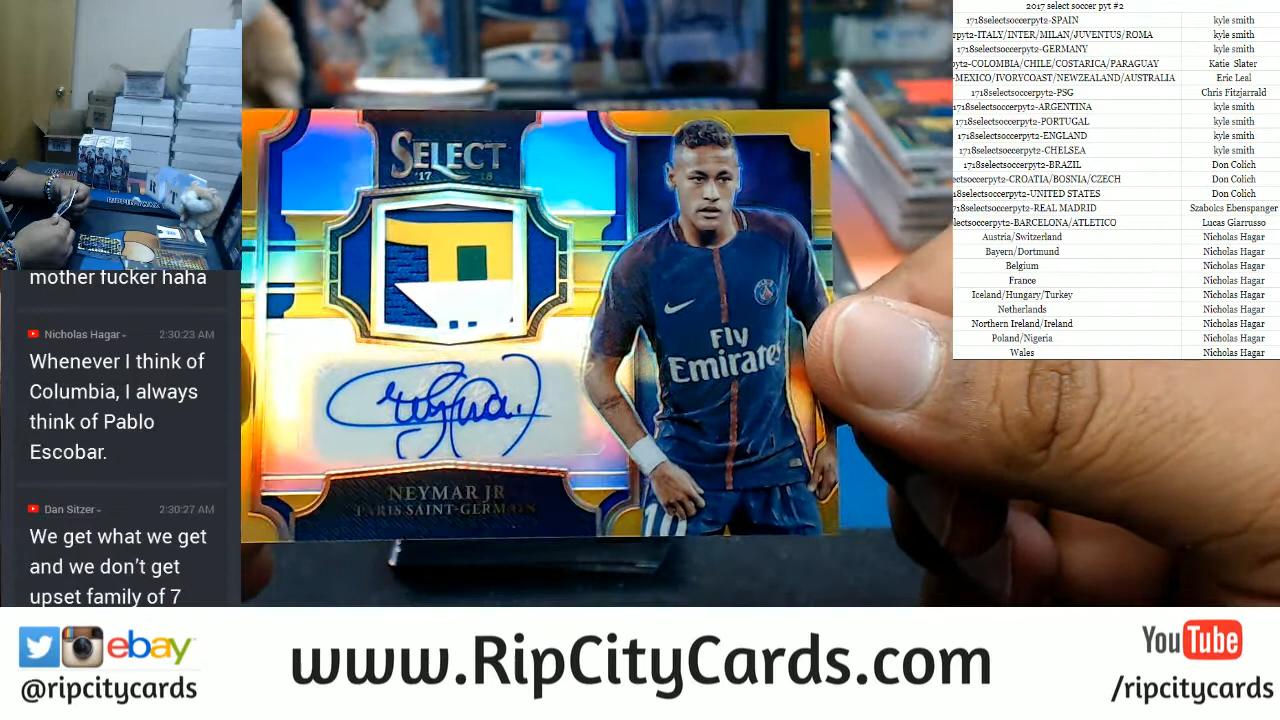 mother fucker haha
Nicholas Hagar
2:30:23 AM
Whenever I think of
Columbia, I always
think of Pablo
Escobar.
Dan Sitzer
2:30:27 AM
We get what we get
and we don't get
upset family of 7
SELECT
'17 18
NEYMAR JR
PARIS SAINT-GERMAIN
Fly
Emirates
10
2017 select soccer pyt #2
1718selectsoccerpyt2-SPAIN kyle smith
rpyt2-ITALY/INTER/MILAN/JUVENTUS/ROMA kyle smith
1718selectsoccerpyt2-GERMANY kyle smith
pyt2-COLOMBIA/CHILE/COSTARICA/PARAGUAY Katie Slater
MEXICO/IVORYCOAST/NEWZEALAND/AUSTRALIA Eric Leal
1718selectsoccerpyt2-PSG Chris Fitzjarrald
1718selectsoccerpyt2-ARGENTINA kyle smith
1718selectsoccerpyt2-PORTUGAL kyle smith
1718selectsoccerpyt2-ENGLAND kyle smith
1718selectsoccerpyt2-CHELSEA kyle smith
1718selectsoccerpyt2-BRAZIL Don Colich
ectsoccerpyt2-CROATIA/BOSNIA/CZECH Don Colich
18selectsoccerpyt2-UNITED STATES Don Colich
718selectsoccerpyt2-REAL MADRID Szabolcs Ebenspanger
lectsoccerpyt2-BARCELONA/ATLETICO Lucas Giarrusso
Austria/Switzerland Nicholas Hagar
Bayern/Dortmund Nicholas Hagar
Belgium Nicholas Hagar
France Nicholas Hagar
Iceland/Hungary/Turkey Nicholas Hagar
Netherlands Nicholas Hagar
Northern Ireland/Ireland Nicholas Hagar
Poland/Nigeria Nicholas Hagar
Wales Nicholas Hagar
ebay
@ripcitycards
www.RipCityCards.com
YouTube
/ripcitycards